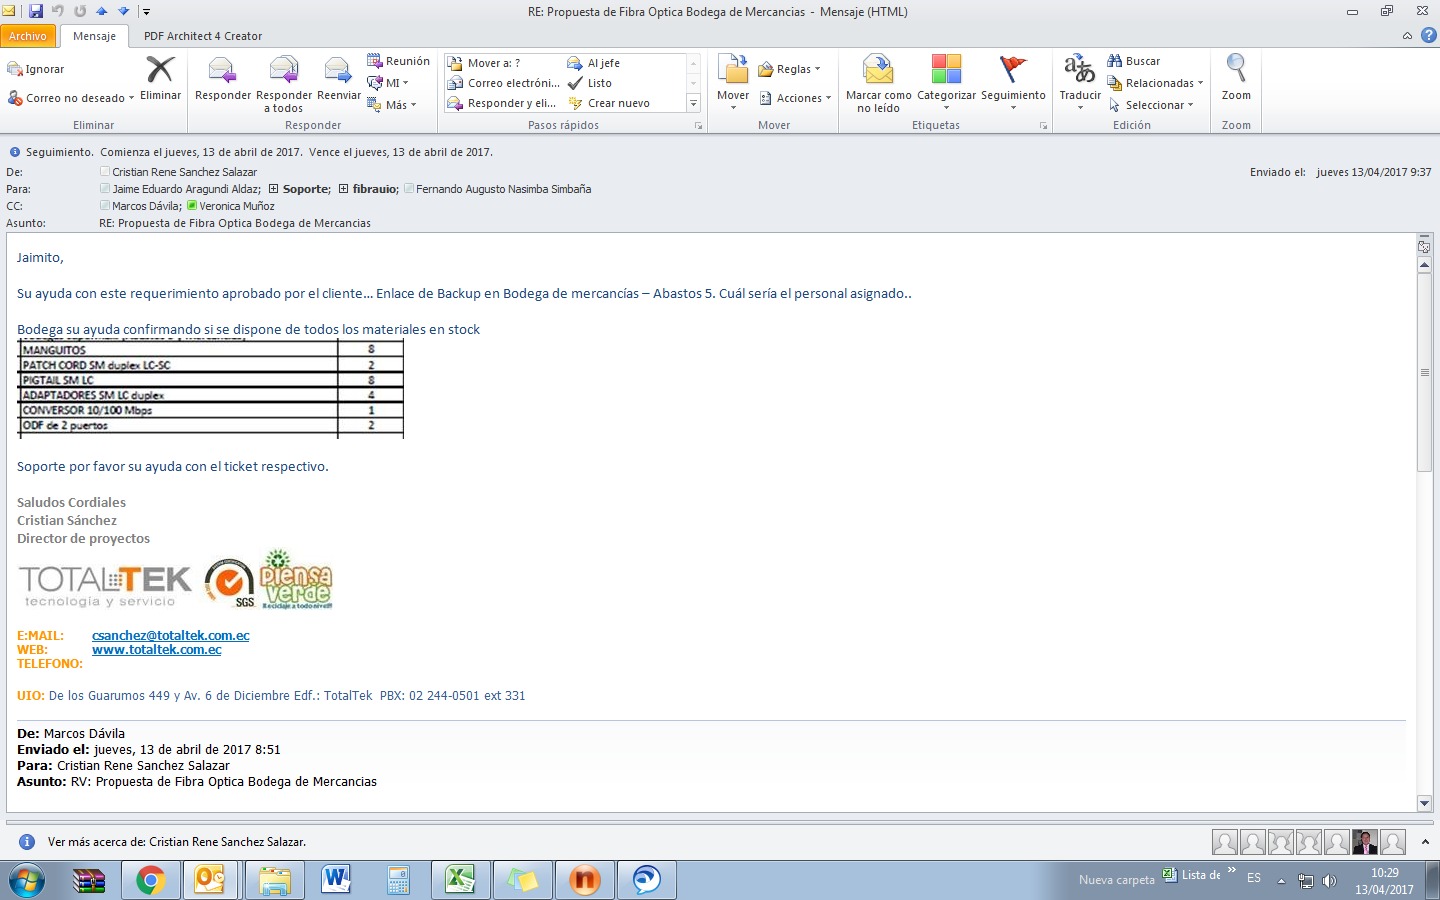 RE: Propuesta de Fibra Optica Bodega de Mercancias - Mensaje (HTML)
Archivo Mensaje PDF Architect 4 Creator
Ignorar
Correo no deseado
Eliminar
Eliminar
Responder
Responder a todos
Reenviar
Reunión
MI
Más
Responder
Mover a: ?
Correo electróni...
Responder y eli...
Al jefe
Listo
Crear nuevo
Pasos rápidos
Mover
Reglas
Acciones
Mover
Marcar como no leído
Categorizar
Seguimiento
Etiquetas
Traducir
Buscar
Relacionadas
Seleccionar
Edición
Zoom
Zoom
Seguimiento. Comienza el jueves, 13 de abril de 2017. Vence el jueves, 13 de abril de 2017.
De: Cristian Rene Sanchez Salazar
Enviado el: jueves 13/04/2017 9:37
Para: Jaime Eduardo Aragundi Aldaz; Soporte; fibrauio; Fernando Augusto Nasimba Simbaña
CC: Marcos Dávila; Veronica Muñoz
Asunto: RE: Propuesta de Fibra Optica Bodega de Mercancias
Jaimito,
Su ayuda con este requerimiento aprobado por el cliente... Enlace de Backup en Bodega de mercancías – Abastos 5. Cuál sería el personal asignado..
Bodega su ayuda confirmando si se dispone de todos los materiales en stock
MANGUITOS 8
PATCH CORD SM duplex LC-SC 2
PIGTAIL SM LC 8
ADAPTADORES SM LC duplex 4
CONVERSOR 10/100 Mbps 1
ODF de 2 puertos 2
Soporte por favor su ayuda con el ticket respectivo.
Saludos Cordiales
Cristian Sánchez
Director de proyectos
TOTALTEK
tecnología y servicio
SGS
Piensa verde
Recicla je a todo nivel!!
E:MAIL: csanchez@totaltek.com.ec
WEB: www.totaltek.com.ec
TELEFONO:
UIO: De los Guarumos 449 y Av. 6 de Diciembre Edf.: TotalTek PBX: 02 244-0501 ext 331
De: Marcos Dávila
Enviado el: jueves, 13 de abril de 2017 8:51
Para: Cristian Rene Sanchez Salazar
Asunto: RV: Propuesta de Fibra Optica Bodega de Mercancias
Ver más acerca de: Cristian Rene Sanchez Salazar.
Nueva carpeta
Lista de
»
ES
10:29
13/04/2017